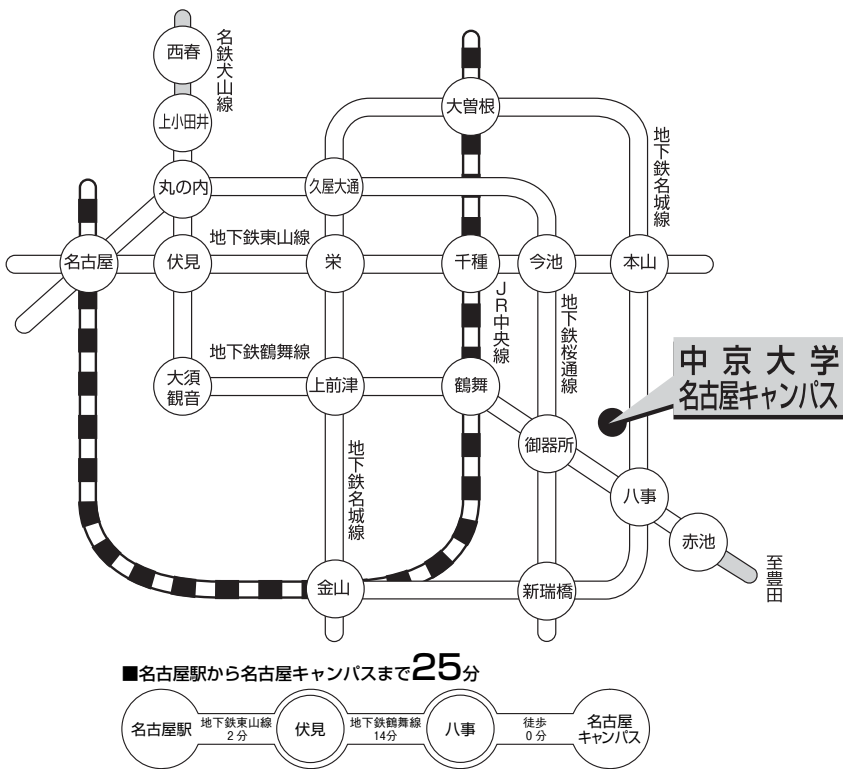 西春
名鉄犬山線
上小田井
大曽根
地下鉄名城線
丸の内
久屋大通
地下鉄東山線
名古屋
伏見
栄
千種
今池
本山
JR中央線
地下鉄桜通線
地下鉄鶴舞線
中京大学
名古屋キャンパス
大須
観音
上前津
鶴舞
御器所
地下鉄名城線
八事
赤池
至豊田
金山
新瑞橋
■名古屋駅から名古屋キャンパスまで25分
名古屋駅
地下鉄東山線
2分
伏見
地下鉄鶴舞線
14分
八事
徒歩
0分
名古屋
キャンパス